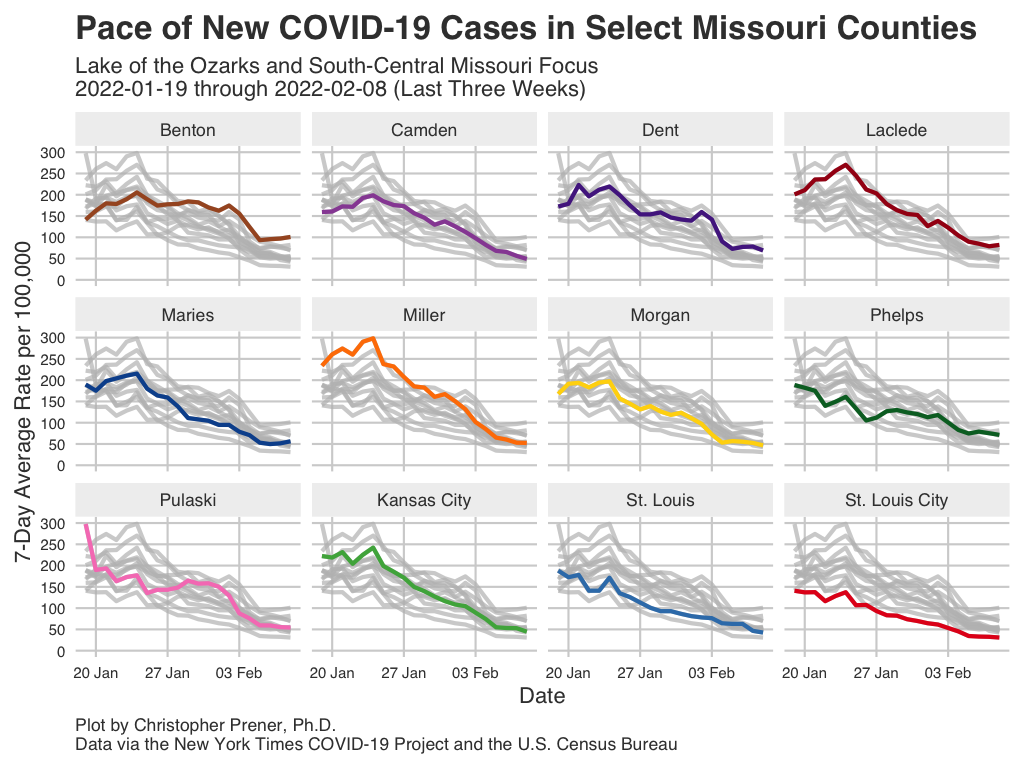 Pace of New COVID-19 Cases in Select Missouri Counties
Lake of the Ozarks and South-Central Missouri Focus
2022-01-19 through 2022-02-08 (Last Three Weeks)
7-Day Average Rate per 100,000
Benton
Camden
Dent
Laclede
300
250
200
150
100
50
0
Maries
Miller
Morgan
Phelps
300
250
200
150
100
50
0
Pulaski
Kansas City
St. Louis
St. Louis City
300
250
200
150
100
50
0
20 Jan 27 Jan 03 Feb
20 Jan 27 Jan 03 Feb
20 Jan 27 Jan 03 Feb
20 Jan 27 Jan 03 Feb
Date
Plot by Christopher Prener, Ph.D.
Data via the New York Times COVID-19 Project and the U.S. Census Bureau